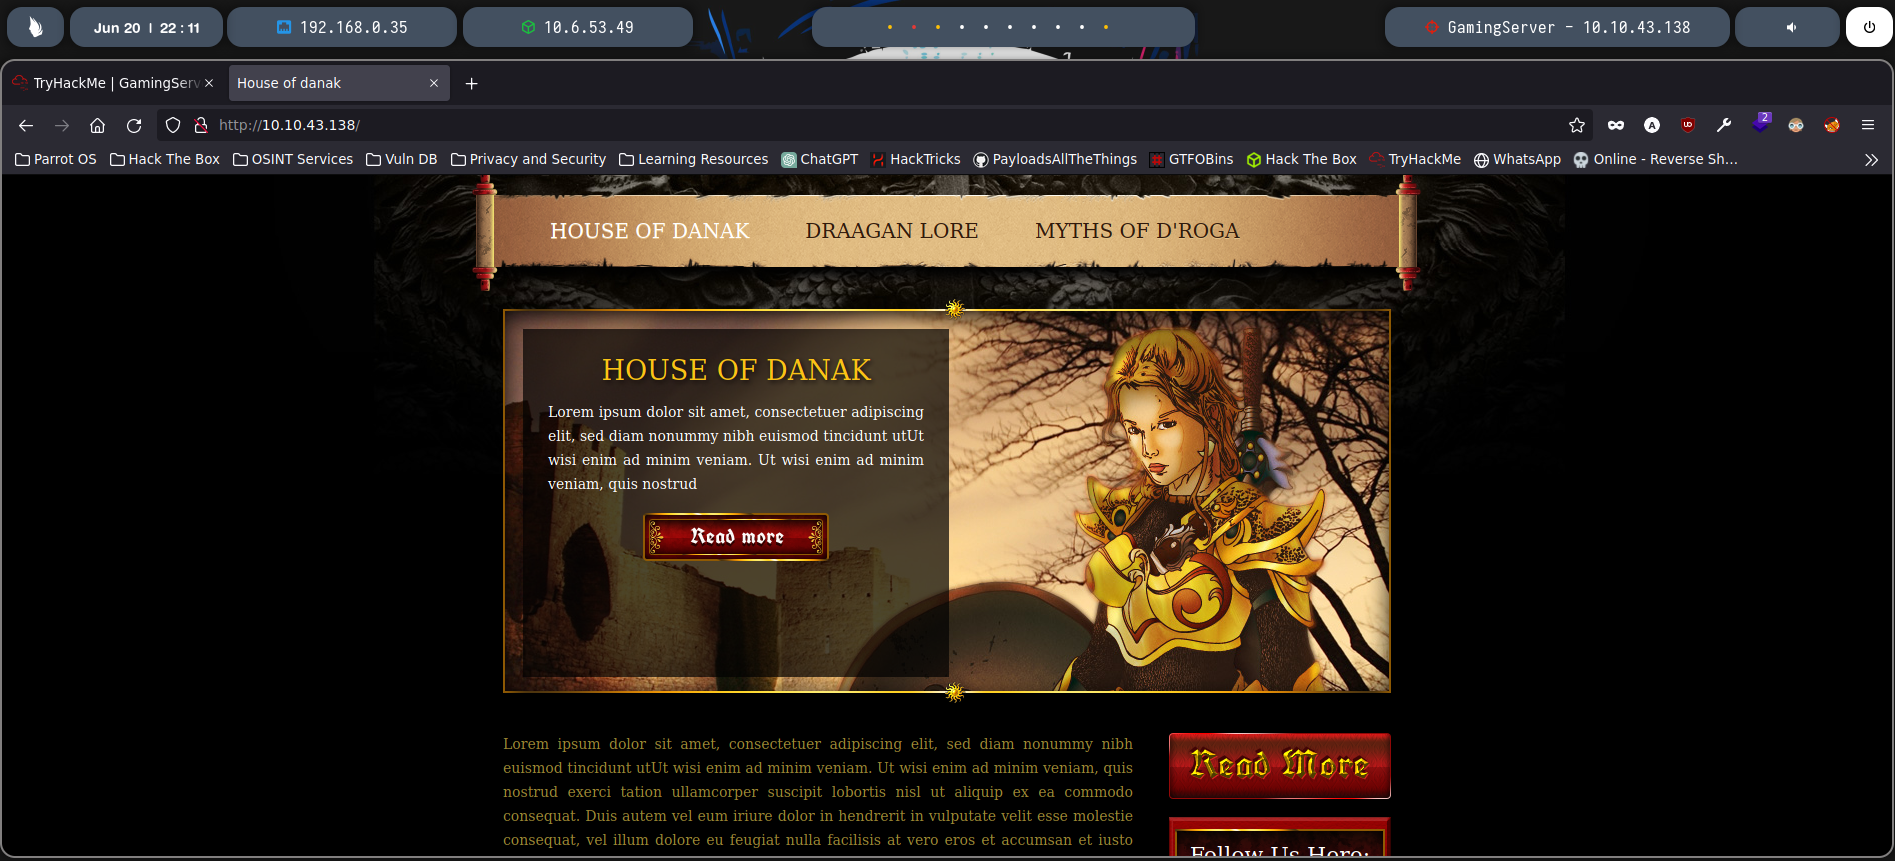 Jun 20 | 22:11
192.168.0.35
10.6.53.49
GamingServer - 10.10.43.138
TryHackMe | GamingServ
House of danak
http://10.10.43.138/
2
Parrot OS
Hack The Box
OSINT Services
Vuln DB
Privacy and Security
Learning Resources
ChatGPT
HackTricks
PayloadsAllTheThings
GTFOBins
Hack The Box
TryHackMe
WhatsApp
Online - Reverse Sh...
HOUSE OF DANAK
DRAAGAN LORE
MYTHS OF D'ROGA
HOUSE OF DANAK
Lorem ipsum dolor sit amet, consectetuer adipiscing
elit, sed diam nonummy nibh euismod tincidunt utUt
wisi enim ad minim veniam. Ut wisi enim ad minim
veniam, quis nostrud
Read more
Lorem ipsum dolor sit amet, consectetuer adipiscing elit, sed diam nonummy nibh
euismod tincidunt utUt wisi enim ad minim veniam. Ut wisi enim ad minim veniam, quis
nostrud exerci tation ullamcorper suscipit lobortis nisl ut aliquip ex ea commodo
consequat. Duis autem vel eum iriure dolor in hendrerit in vulputate velit esse molestie
consequat, vel illum dolore eu feugiat nulla facilisis at vero eros et accumsan et iusto
Read More
Follow Us Here: